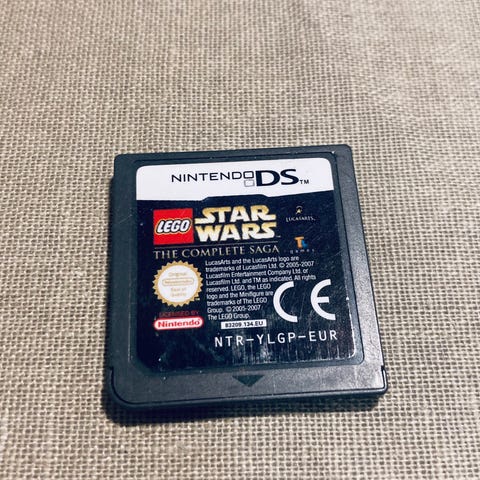 NINTENDO DS™
LEGO STAR WARS
THE COMPLETE SAGA
LUCASARTS.
T games
Original
Nintendo
Seal of
Quality
LICENSED BY
Nintendo
LucasArts and the LucasArts logo are
trademarks of Lucasfilm Ltd. © 2005-2007
Lucasfilm Entertainment Company Ltd. or
Lucasfilm Ltd. and TM as indicated. All rights
reserved. LEGO, the LEGO
logo and the Minifigure are
trademarks of The LEGO
Group. © 2005-2007
The LEGO Group.
83209.134.EU
CE
NTR-YLGP-EUR